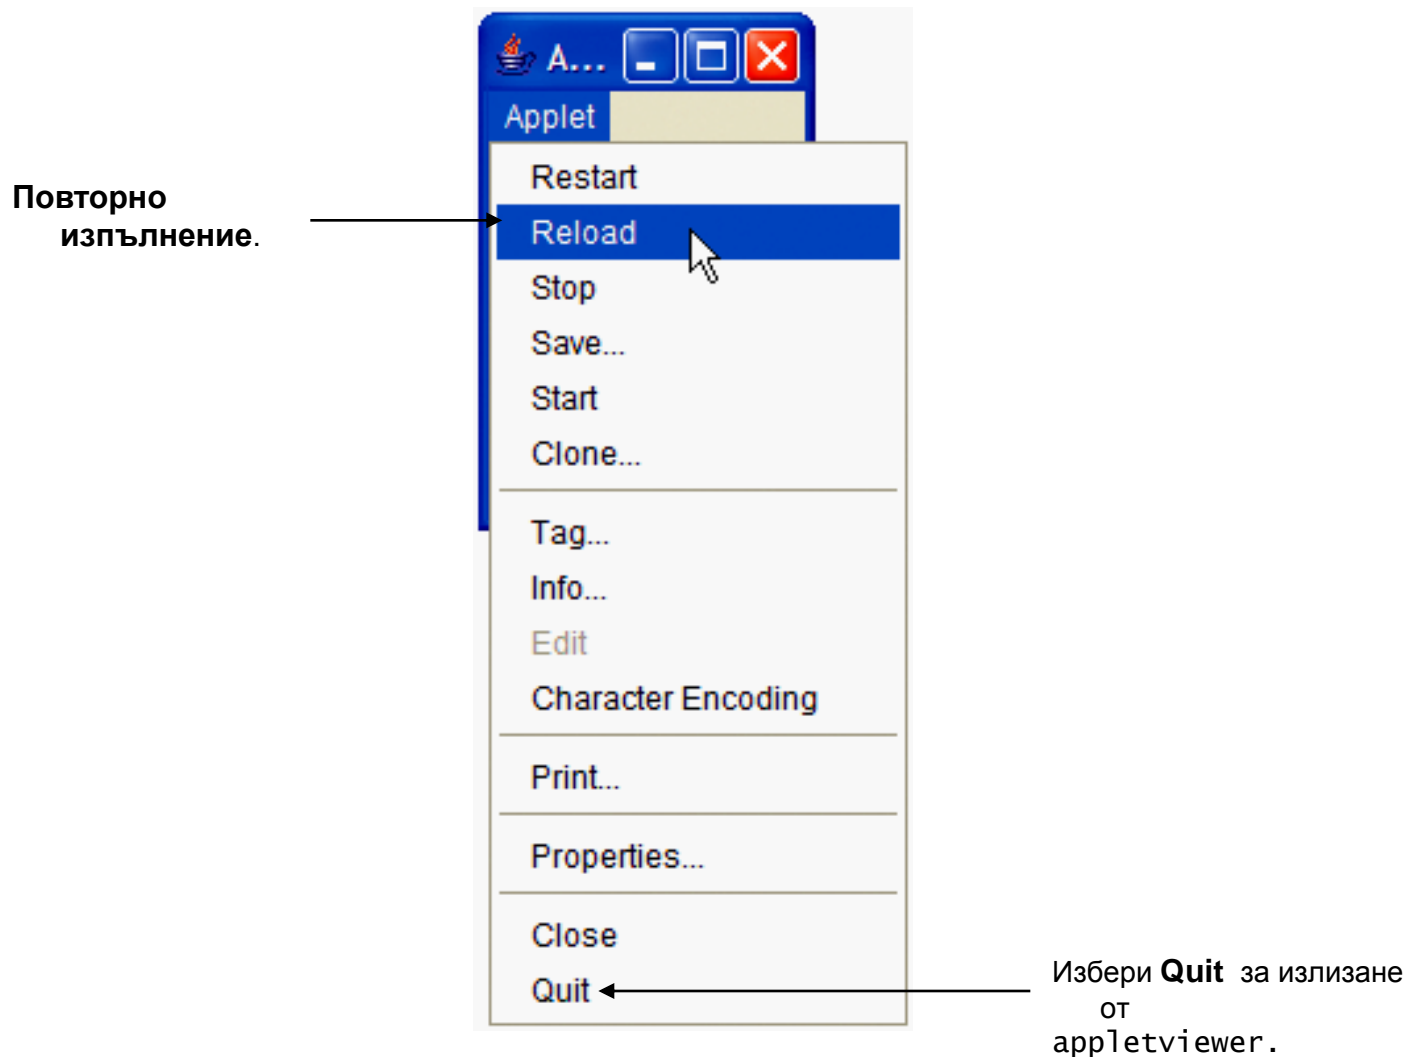 A...
Applet
Restart
Повторно
изпълнение.
Reload
Stop
Save...
Start
Clone...
Tag...
Info...
Edit
Character Encoding
Print...
Properties...
Close
Quit
Избери Quit за излизане
от
appletviewer.